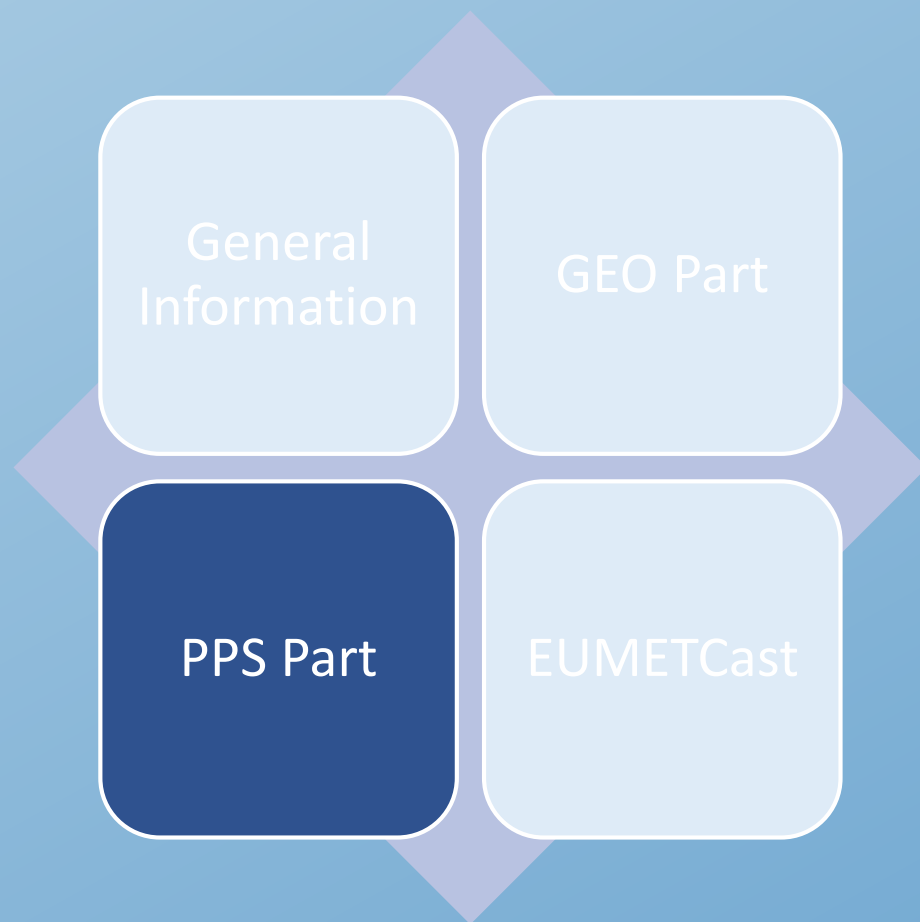 General
Information
GEO Part
PPS Part
EUMETCast